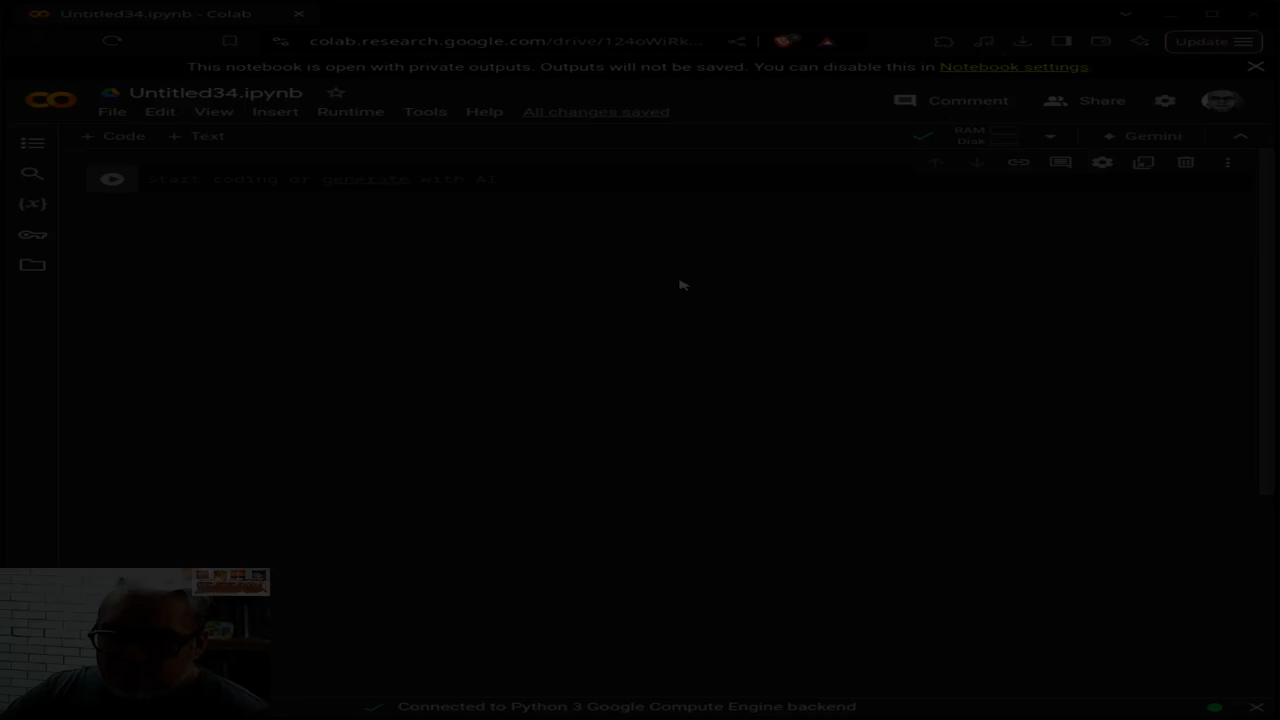 Untitled34.ipynb - Colab
colab.research.google.com/drive/124oWiRk...
Update
This notebook is open with private outputs. Outputs will not be saved. You can disable this in Notebook settings.
Untitled34.ipynb
File Edit View Insert Runtime Tools Help All changes saved
Comment
Share
+ Code + Text
RAM
Disk
Gemini
Start coding or generate with AI
{x}
Connected to Python 3 Google Compute Engine backend